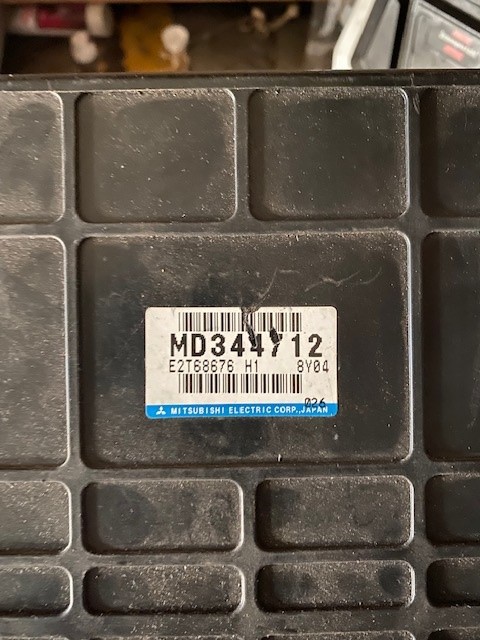 MD344712
E2T68676 H1 8Y04
026
MITSUBISHI ELECTRIC CORP.,JAPAN